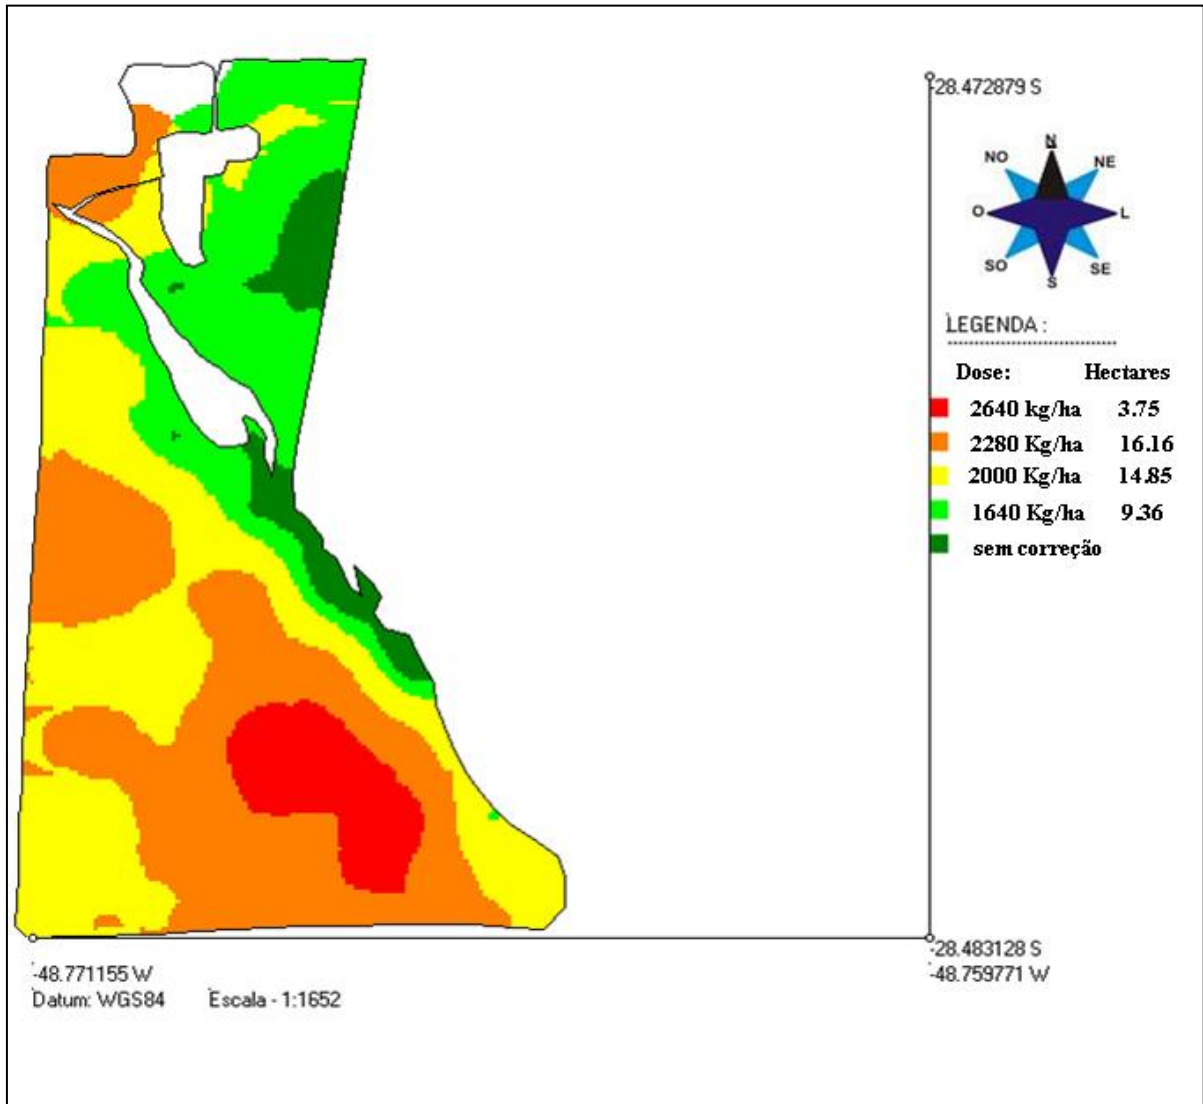 -28.472879 S
N
NO
NE
O
L
SO
SE
S
LEGENDA :
Dose: Hectares
2640 kg/ha 3.75
2280 Kg/ha 16.16
2000 Kg/ha 14.85
1640 Kg/ha 9.36
sem correção
-28.483128 S
-48.771155 W
-48.759771 W
Datum: WGS84 Escala - 1:1652